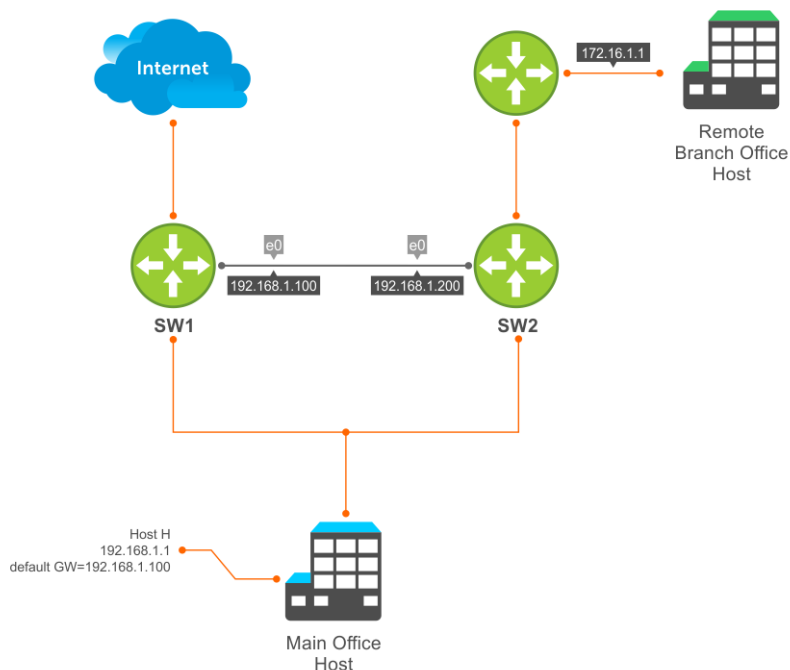 Internet
172.16.1.1
Remote
Branch Office
Host
e0
e0
192.168.1.100
192.168.1.200
SW1
SW2
Host H
192.168.1.1
default GW=192.168.1.100
Main Office
Host